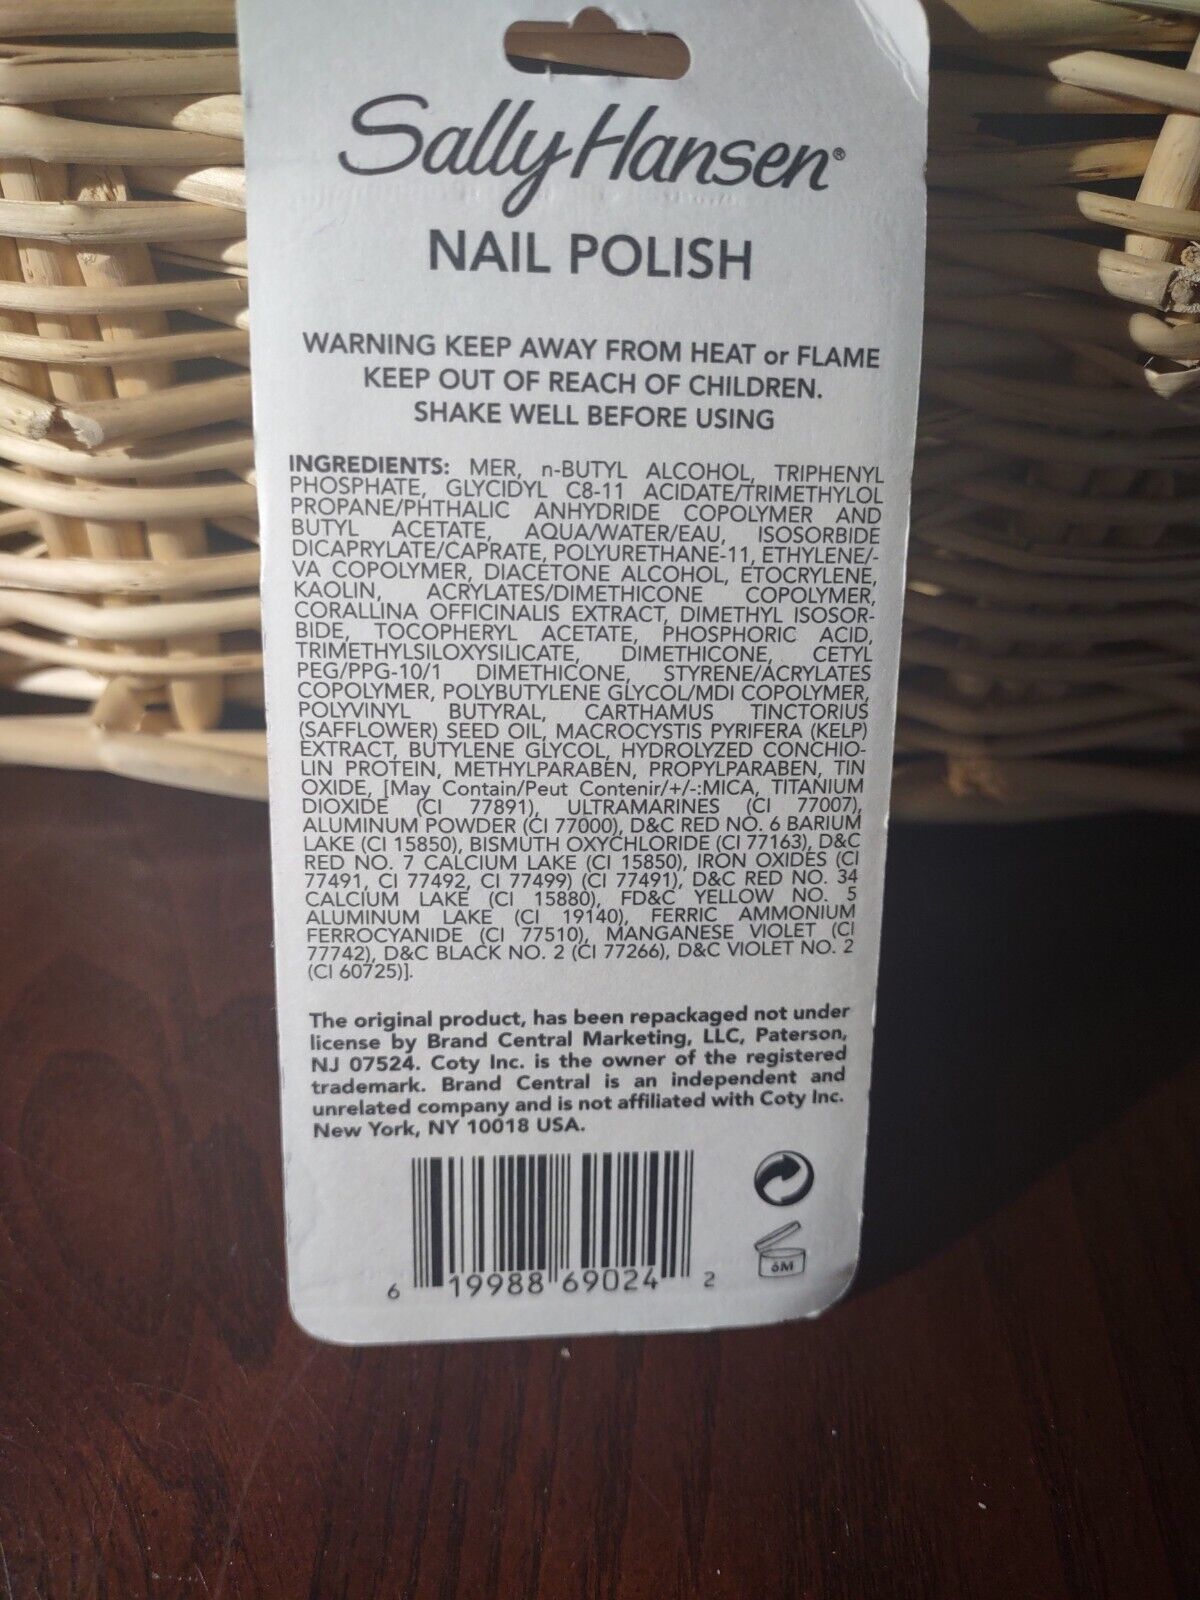 Sally Hansen®
NAIL POLISH
WARNING KEEP AWAY FROM HEAT or FLAME
KEEP OUT OF REACH OF CHILDREN.
SHAKE WELL BEFORE USING
INGREDIENTS: MER, n-BUTYL ALCOHOL, TRIPHENYL
PHOSPHATE, GLYCIDYL C8-11 ACIDATE/TRIMETHYLOL
PROPANE/PHTHALIC ANHYDRIDE COPOLYMER AND
BUTYL ACETATE, AQUA/WATER/EAU, ISOSORBIDE
DICAPRYLATE/CAPRATE, POLYURETHANE-11, ETHYLENE/-
VA COPOLYMER, DIACETONE ALCOHOL, ETOCRYLENE,
KAOLIN, ACRYLATES/DIMETHICONE COPOLYMER,
CORALLINA OFFICINALIS EXTRACT, DIMETHYL ISOSOR-
BIDE, TOCOPHERYL ACETATE, PHOSPHORIC ACID,
TRIMETHYLSILOXYSILICATE, DIMETHICONE, CETYL
PEG/PPG-10/1 DIMETHICONE, STYRENE/ACRYLATES
COPOLYMER, POLYBUTYLENE GLYCOL/MDI COPOLYMER,
POLYVINYL BUTYRAL, CARTHAMUS TINCTORIUS
(SAFFLOWER) SEED OIL, MACROCYSTIS PYRIFERA (KELP)
EXTRACT, BUTYLENE GLYCOL, HYDROLYZED CONCHIO-
LIN PROTEIN, METHYLPARABEN, PROPYLPARABEN, TIN
OXIDE, [May Contain/Peut Contenir/+/-:MICA, TITANIUM
DIOXIDE (CI 77891), ULTRAMARINES (CI 77007),
ALUMINUM POWDER (CI 77000), D&C RED NO. 6 BARIUM
LAKE (CI 15850), BISMUTH OXYCHLORIDE (CI 77163), D&C
RED NO. 7 CALCIUM LAKE (CI 15850), IRON OXIDES (CI
77491, CI 77492, CI 77499) (CI 77491), D&C RED NO. 34
CALCIUM LAKE (CI 15880), FD&C YELLOW NO. 5
ALUMINUM LAKE (CI 19140), FERRIC AMMONIUM
FERROCYANIDE (CI 77510), MANGANESE VIOLET (CI
77742), D&C BLACK NO. 2 (CI 77266), D&C VIOLET NO. 2
(CI 60725)].
The original product, has been repackaged not under
license by Brand Central Marketing, LLC, Paterson,
NJ 07524. Coty Inc. is the owner of the registered
trademark. Brand Central is an independent and
unrelated company and is not affiliated with Coty Inc.
New York, NY 10018 USA.
6 19988 69024 2
6M